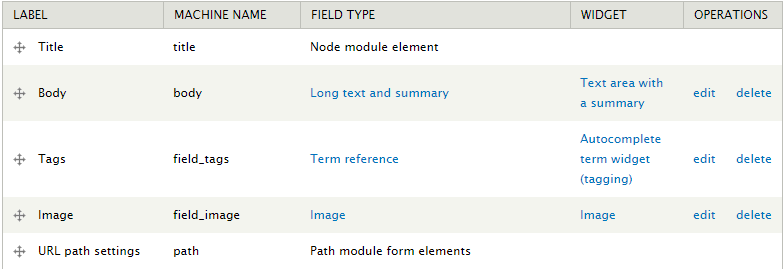 LABEL MACHINE NAME FIELD TYPE WIDGET OPERATIONS
Title title Node module element
Body body Long text and summary Text area with a summary edit delete
Tags field_tags Term reference Autocomplete term widget (tagging) edit delete
Image field_image Image Image edit delete
URL path settings path Path module form elements